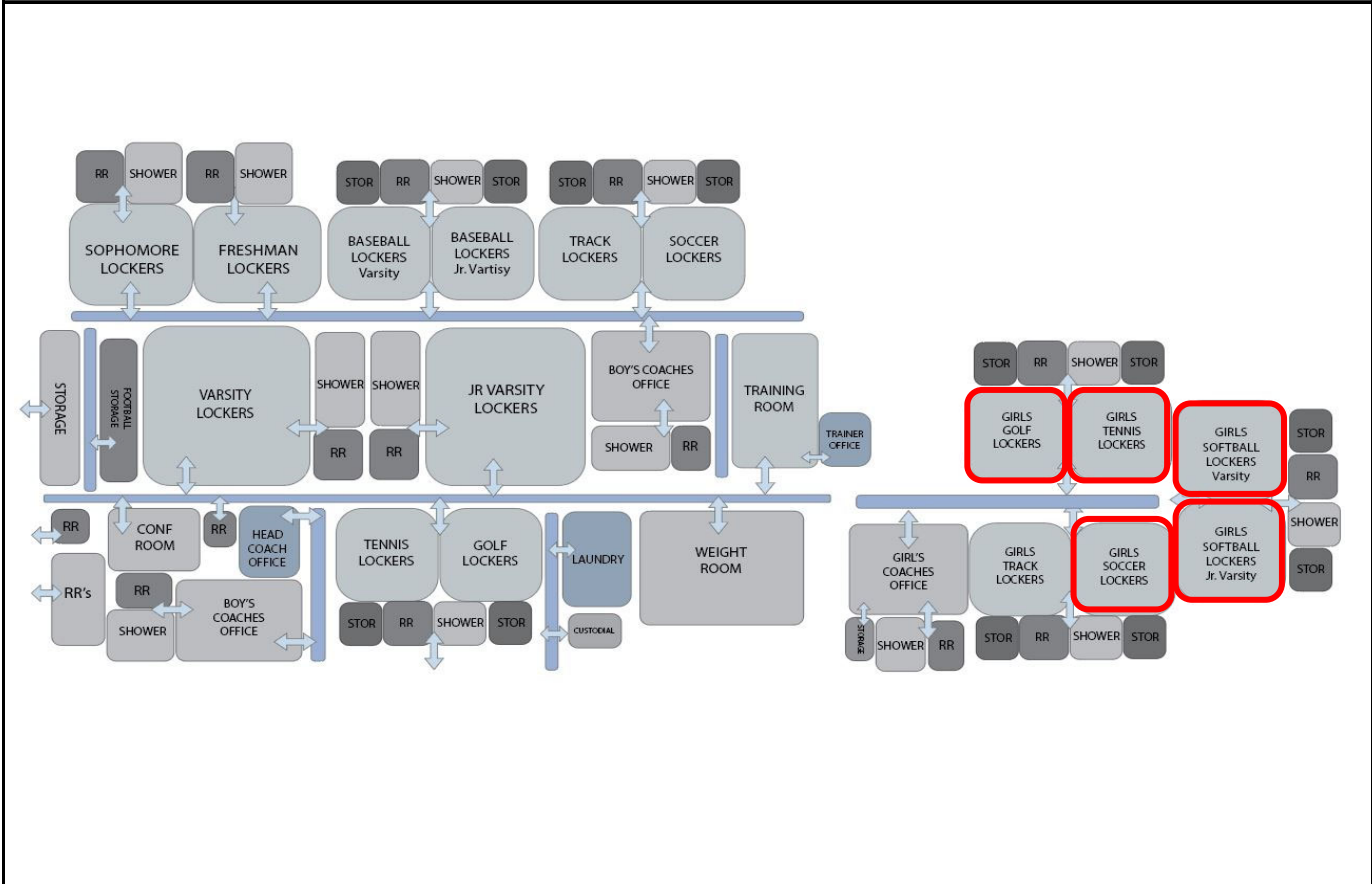 RR
SHOWER
RR
SHOWER
STOR
RR
SHOWER
STOR
STOR
RR
SHOWER
STOR
SOPHOMORE
LOCKERS
FRESHMAN
LOCKERS
BASEBALL
LOCKERS
Varsity
BASEBALL
LOCKERS
Jr. Vartisy
TRACK
LOCKERS
SOCCER
LOCKERS
STORAGE
FOOTBALL
STORAGE
VARSITY
LOCKERS
SHOWER
RR
SHOWER
RR
JR VARSITY
LOCKERS
BOY'S COACHES
OFFICE
SHOWER
RR
TRAINING
ROOM
TRAINER
OFFICE
RR
CONF
ROOM
RR
HEAD
COACH
OFFICE
RR's
RR
SHOWER
BOY'S
COACHES
OFFICE
TENNIS
LOCKERS
GOLF
LOCKERS
STOR
RR
SHOWER
STOR
LAUNDRY
CUSTODIAL
WEIGHT
ROOM
STOR
RR
SHOWER
STOR
GIRLS
GOLF
LOCKERS
GIRLS
TENNIS
LOCKERS
GIRLS
SOFTBALL
LOCKERS
Varsity
STOR
RR
SHOWER
STOR
GIRL'S
COACHES
OFFICE
GIRLS
TRACK
LOCKERS
GIRLS
SOCCER
LOCKERS
GIRLS
SOFTBALL
LOCKERS
Jr. Varsity
STORAGE
SHOWER
RR
STOR
RR
SHOWER
STOR